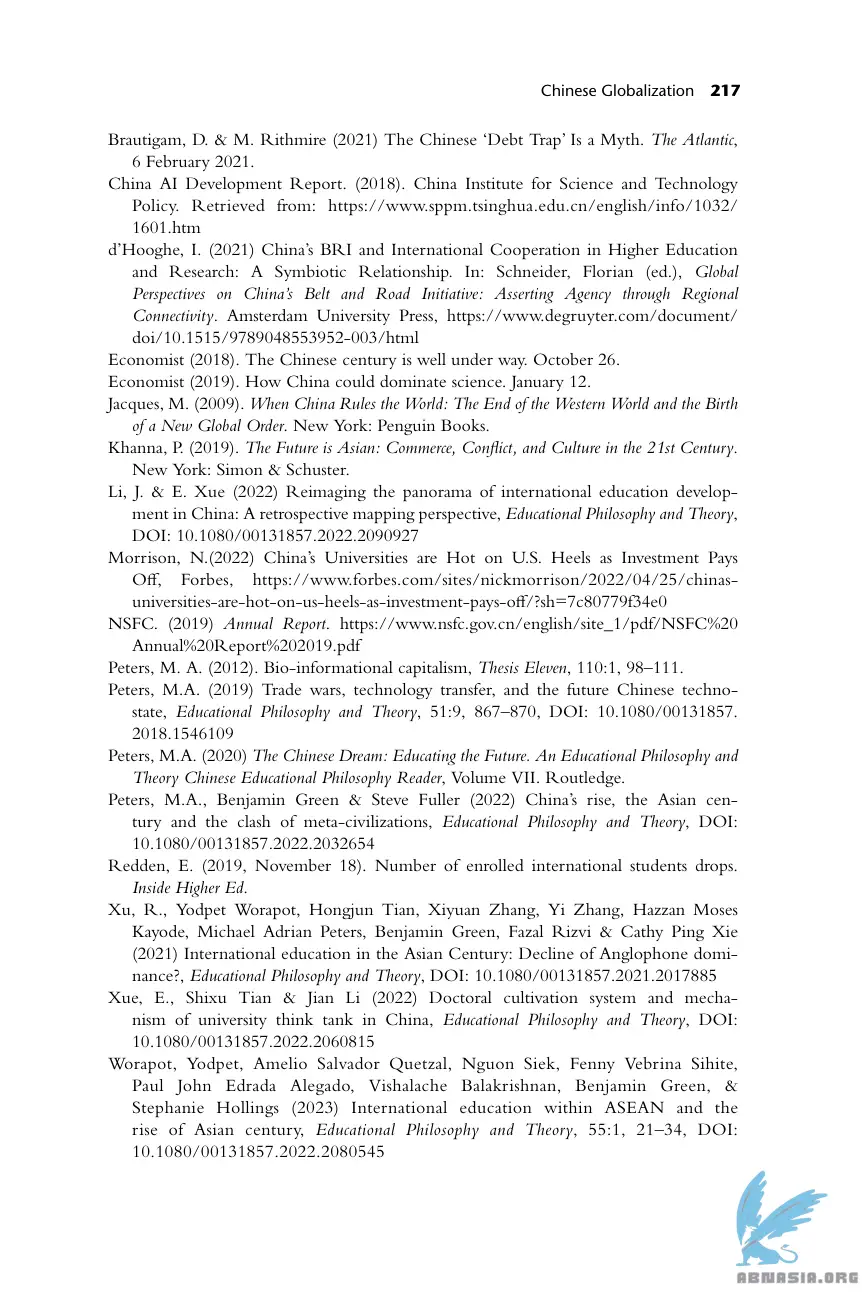 Chinese Globalization 217
Brautigam, D. & M. Rithmire (2021) The Chinese ‘Debt Trap’ Is a Myth. The Atlantic,
6 February 2021.
China AI Development Report. (2018). China Institute for Science and Technology
Policy. Retrieved from: https://www.sppm.tsinghua.edu.cn/english/info/1032/
1601.htm
d’Hooghe, I. (2021) China’s BRI and International Cooperation in Higher Education
and Research: A Symbiotic Relationship. In: Schneider, Florian (ed.), Global
Perspectives on China’s Belt and Road Initiative: Asserting Agency through Regional
Connectivity. Amsterdam University Press, https://www.degruyter.com/document/
doi/10.1515/9789048553952-003/html
Economist (2018). The Chinese century is well under way. October 26.
Economist (2019). How China could dominate science. January 12.
Jacques, M. (2009). When China Rules the World: The End of the Western World and the Birth
of a New Global Order. New York: Penguin Books.
Khanna, P. (2019). The Future is Asian: Commerce, Conflict, and Culture in the 21st Century.
New York: Simon & Schuster.
Li, J. & E. Xue (2022) Reimaging the panorama of international education develop-
ment in China: A retrospective mapping perspective, Educational Philosophy and Theory,
DOI: 10.1080/00131857.2022.2090927
Morrison, N.(2022) China’s Universities are Hot on U.S. Heels as Investment Pays
Off, Forbes, https://www.forbes.com/sites/nickmorrison/2022/04/25/chinas-
universities-are-hot-on-us-heels-as-investment-pays-off/?sh=7c80779f34e0
NSFC. (2019) Annual Report. https://www.nsfc.gov.cn/english/site_1/pdf/NSFC%20
Annual%20Report%202019.pdf
Peters, M. A. (2012). Bio-informational capitalism, Thesis Eleven, 110:1, 98–111.
Peters, M.A. (2019) Trade wars, technology transfer, and the future Chinese techno-
state, Educational Philosophy and Theory, 51:9, 867–870, DOI: 10.1080/00131857.
2018.1546109
Peters, M.A. (2020) The Chinese Dream: Educating the Future. An Educational Philosophy and
Theory Chinese Educational Philosophy Reader, Volume VII. Routledge.
Peters, M.A., Benjamin Green & Steve Fuller (2022) China’s rise, the Asian cen-
tury and the clash of meta-civilizations, Educational Philosophy and Theory, DOI:
10.1080/00131857.2022.2032654
Redden, E. (2019, November 18). Number of enrolled international students drops.
Inside Higher Ed.
Xu, R., Yodpet Worapot, Hongjun Tian, Xiyuan Zhang, Yi Zhang, Hazzan Moses
Kayode, Michael Adrian Peters, Benjamin Green, Fazal Rizvi & Cathy Ping Xie
(2021) International education in the Asian Century: Decline of Anglophone domi-
nance?, Educational Philosophy and Theory, DOI: 10.1080/00131857.2021.2017885
Xue, E., Shixu Tian & Jian Li (2022) Doctoral cultivation system and mecha-
nism of university think tank in China, Educational Philosophy and Theory, DOI:
10.1080/00131857.2022.2060815
Worapot, Yodpet, Amelio Salvador Quetzal, Nguon Siek, Fenny Vebrina Sihite,
Paul John Edrada Alegado, Vishalache Balakrishnan, Benjamin Green, &
Stephanie Hollings (2023) International education within ASEAN and the
rise of Asian century, Educational Philosophy and Theory, 55:1, 21–34, DOI:
10.1080/00131857.2022.2080545
ABNASIA.ORG